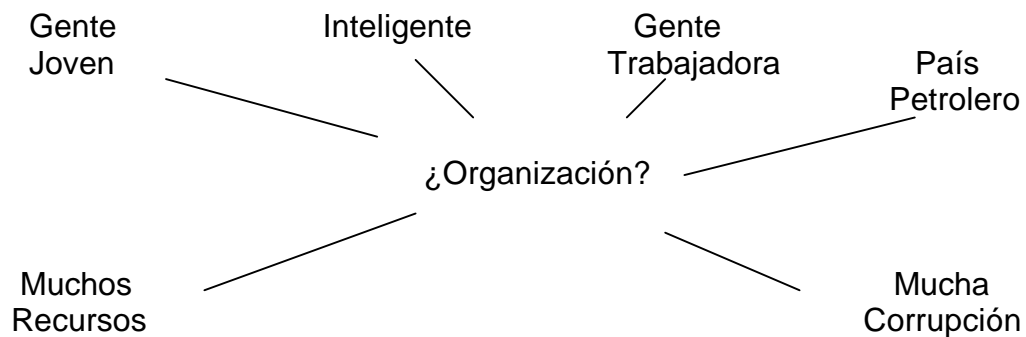 Gente
Joven
Inteligente
Gente
Trabajadora
País
Petrolero
¿Organización?
Muchos
Recursos
Mucha
Corrupción